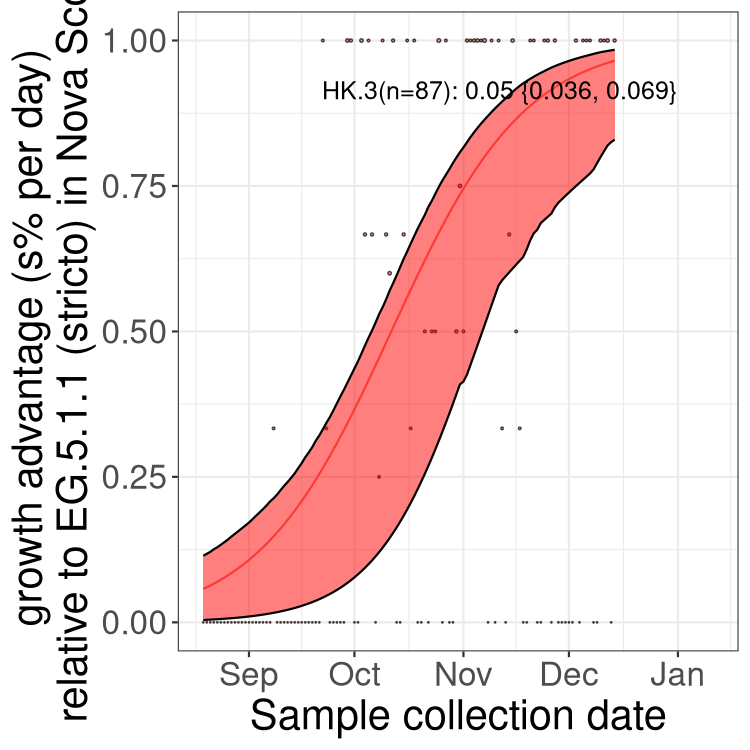 growth advantage (s% per day)
relative to EG.5.1.1 (stricto) in Nova Sco
1.00
0.75
0.50
0.25
0.00
HK.3(n=87): 0.05 {0.036, 0.069}
Sep Oct Nov Dec Jan
Sample collection date